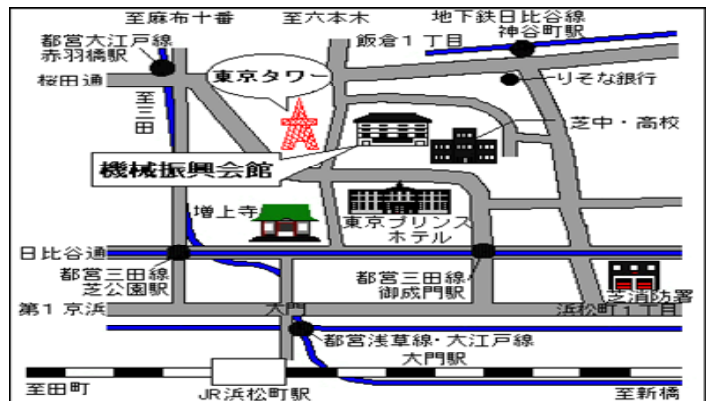 至麻布十番
至六本木
地下鉄日比谷線
神谷町駅
都営大江戸線
赤羽橋駅
飯倉1丁目
桜田通
東京タワー
りそな銀行
至三田
芝中・高校
機械振興会館
増上寺
東京プリンス
ホテル
日比谷通
都営三田線
芝公園駅
都営三田線
御成門駅
芝消防署
第1京浜
大門
浜松町1丁目
都営浅草線・大江戸線
大門駅
至田町
JR浜松町駅
至新橋